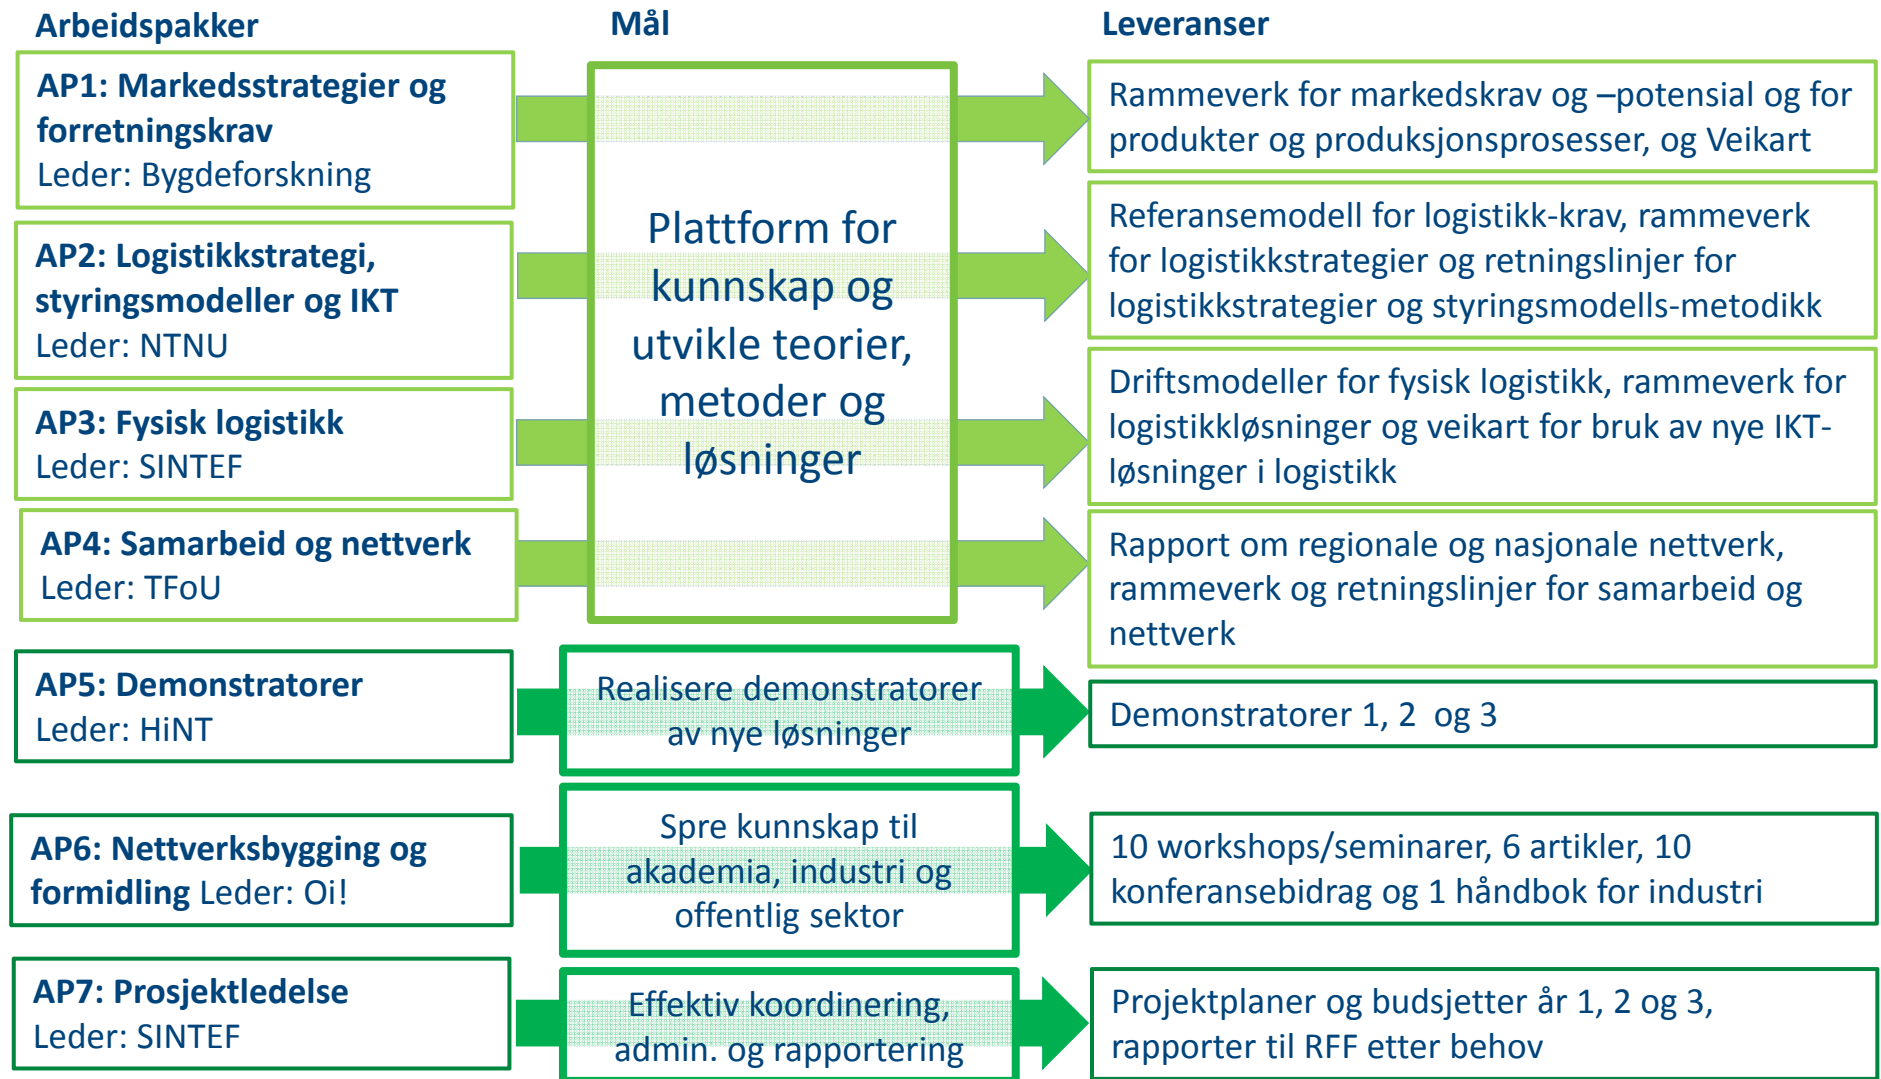 Arbeidspakker
Mål
Leveranser
AP1: Markedsstrategier og
forretningskrav
Leder: Bygdeforskning
AP2: Logistikkstrategi,
styringsmodeller og IKT
Leder: NTNU
AP3: Fysisk logistikk
Leder: SINTEF
AP4: Samarbeid og nettverk
Leder: TFoU
Plattform for
kunnskap og
utvikle teorier,
metoder og
løsninger
Rammeverk for markedskrav og –potensial og for
produkter og produksjonsprosesser, og Veikart
Referansemodell for logistikk-krav, rammeverk
for logistikkstrategier og retningslinjer for
logistikkstrategier og styringsmodells-metodikk
Driftsmodeller for fysisk logistikk, rammeverk for
logistikkløsninger og veikart for bruk av nye IKT-
løsninger i logistikk
Rapport om regionale og nasjonale nettverk,
rammeverk og retningslinjer for samarbeid og
nettverk
AP5: Demonstratorer
Leder: HiNT
Realisere demonstratorer
av nye løsninger
Demonstratorer 1, 2  og 3
AP6: Nettverksbygging og
formidling Leder: Oi!
Spre kunnskap til
akademia, industri og
offentlig sektor
10 workshops/seminarer, 6 artikler, 10
konferansebidrag og 1 håndbok for industri
AP7: Prosjektledelse
Leder: SINTEF
Effektiv koordinering,
admin. og rapportering
Projektplaner og budsjetter år 1, 2 og 3,
rapporter til RFF etter behov